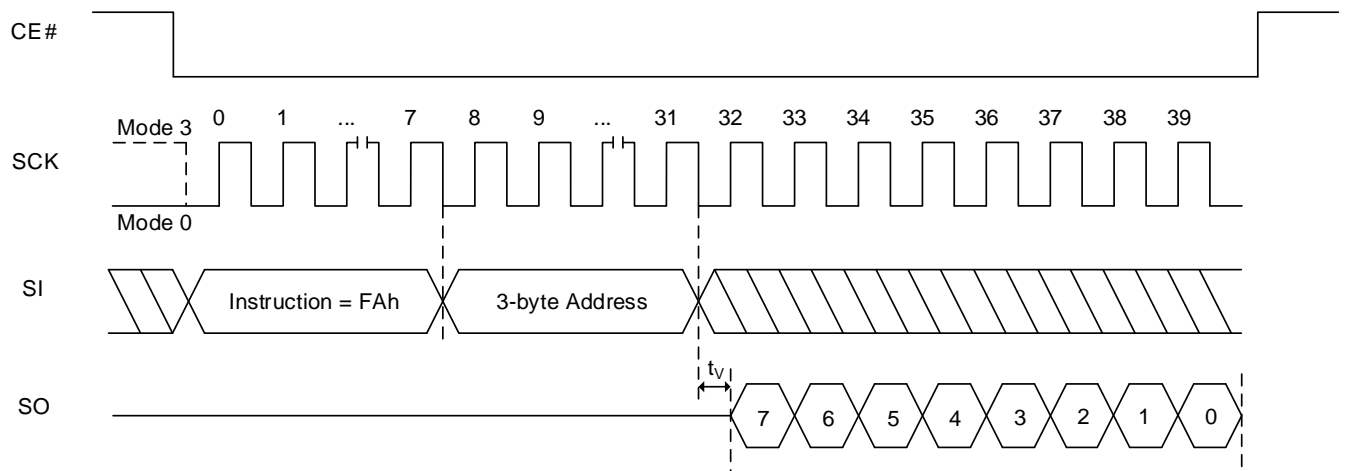 CE#
SCK
Mode 3
0 1 ... 7 8 9 ... 31 32 33 34 35 36 37 38 39
Mode 0
SI
Instruction = FAh
3-byte Address
tV
SO
7 6 5 4 3 2 1 0